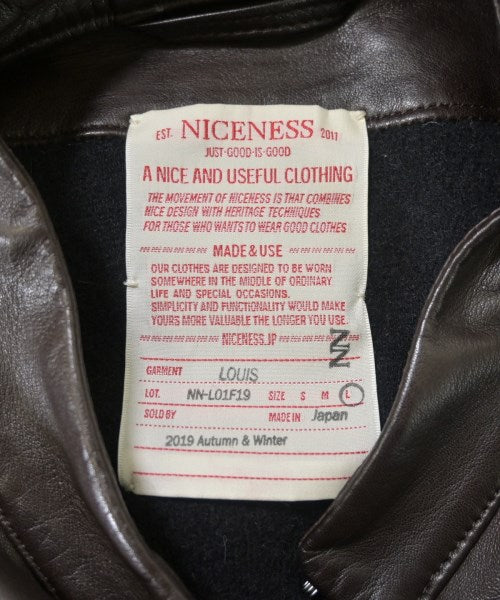 EST. NICENESS 2017
JUST·GOOD·IS·GOOD
A NICE AND USEFUL CLOTHING
THE MOVEMENT OF NICENESS IS THAT COMBINES
NICE DESIGN WITH HERITAGE TECHNIQUES
FOR THOSE WHO WANTS TO WEAR GOOD CLOTHES
MADE & USE
OUR CLOTHES ARE DESIGNED TO BE WORN
SOMEWHERE IN THE MIDDLE OF ORDINARY
LIFE AND SPECIAL OCCASIONS.
SIMPLICITY AND FUNCTIONALITY WOULD MAKE
YOURS MORE VALUABLE THE LONGER YOU USE.
NICENESS.JP
GARMENT LOUIS
LOT. NN-L01F19 SIZE S M L
SOLD BY MADE IN Japan
2019 Autumn & Winter